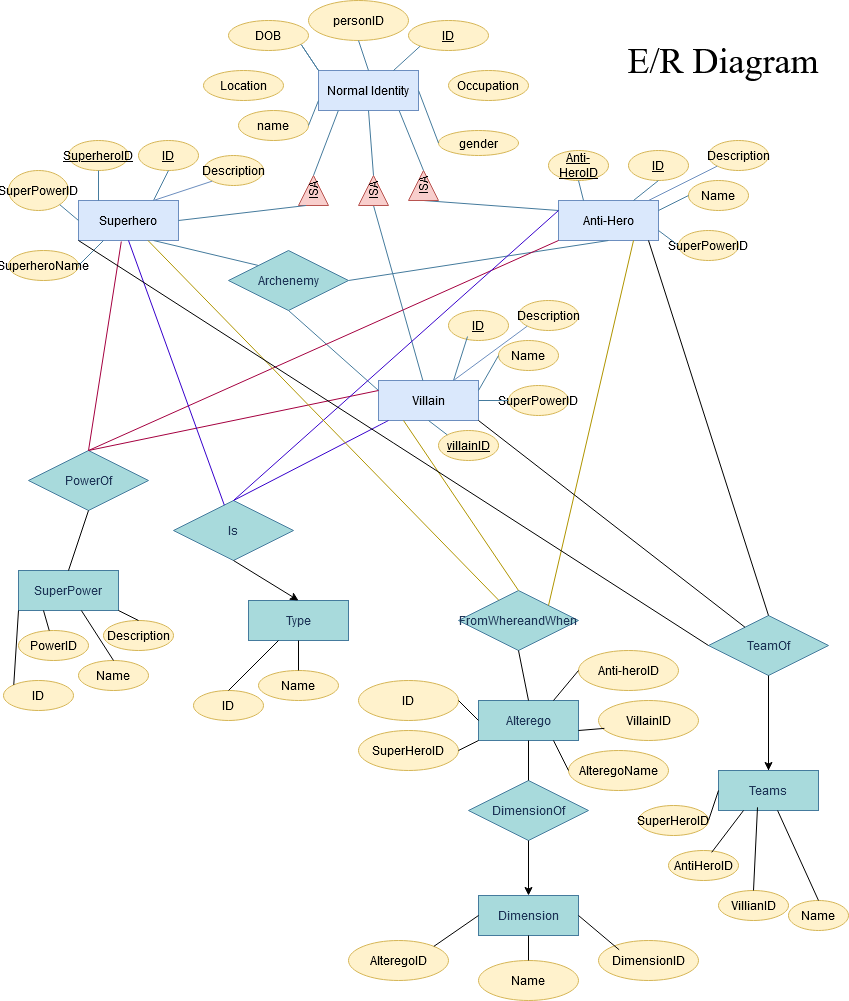 personID
DOB
ID
E/R Diagram
Normal Identity
Location
Occupation
name
gender
SuperheroID
ID
Description
SuperPowerID
Superhero
SuperheroName
ISA
ISA
ISA
Anti-
HeroID
ID
Description
Name
Anti-Hero
SuperPowerID
Archenemy
ID
Description
Name
Villain
SuperPowerID
villainID
PowerOf
Is
SuperPower
PowerID
Description
Name
ID
Type
Name
ID
FromWhereandWhen
TeamOf
Anti-heroID
ID
Alterego
VillainID
SuperHeroID
AlteregoName
DimensionOf
Teams
SuperHeroID
AntiHeroID
VillianID
Name
Dimension
AlteregoID
Name
DimensionID